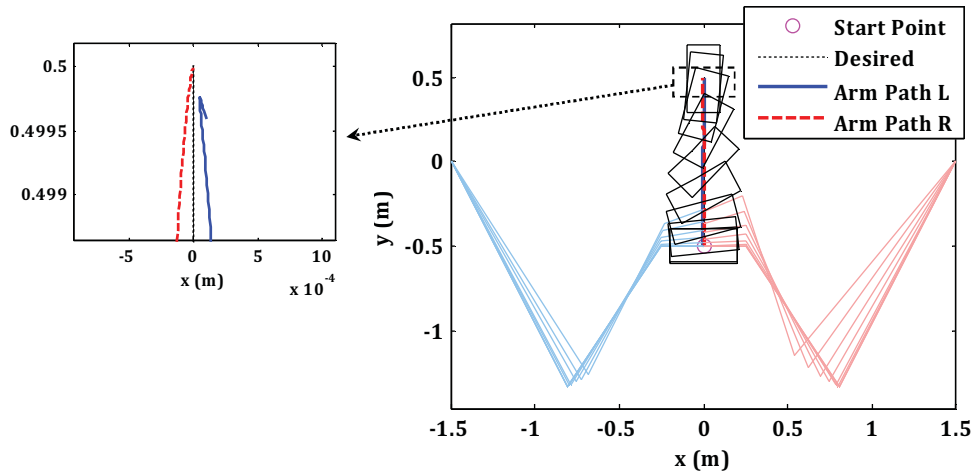 0.5
0.4995
0.499
-5
0
5
10
x (m)
x 10^-4
0.5
0
-0.5
-1
y (m)
-1.5
-1
-0.5
0
0.5
1
1.5
x (m)
Start Point
Desired
Arm Path L
Arm Path R